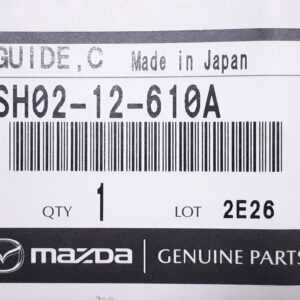 GUIDE,C Made in Japan
SH02-12-610A
QTY 1 LOT 2E26
mazda GENUINE PARTS